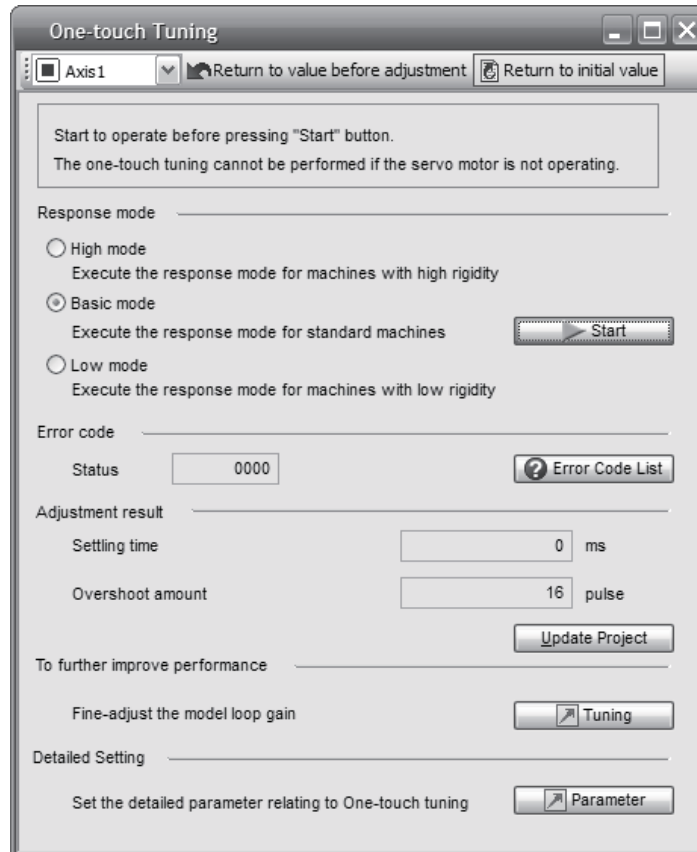 One-touch Tuning
Axis1 Return to value before adjustment Return to initial value
Start to operate before pressing "Start" button.
The one-touch tuning cannot be performed if the servo motor is not operating.
Response mode
High mode
Execute the response mode for machines with high rigidity
Basic mode
Execute the response mode for standard machines Start
Low mode
Execute the response mode for machines with low rigidity
Error code
Status 0000 Error Code List
Adjustment result
Settling time 0 ms
Overshoot amount 16 pulse
Update Project
To further improve performance
Fine-adjust the model loop gain Tuning
Detailed Setting
Set the detailed parameter relating to One-touch tuning Parameter